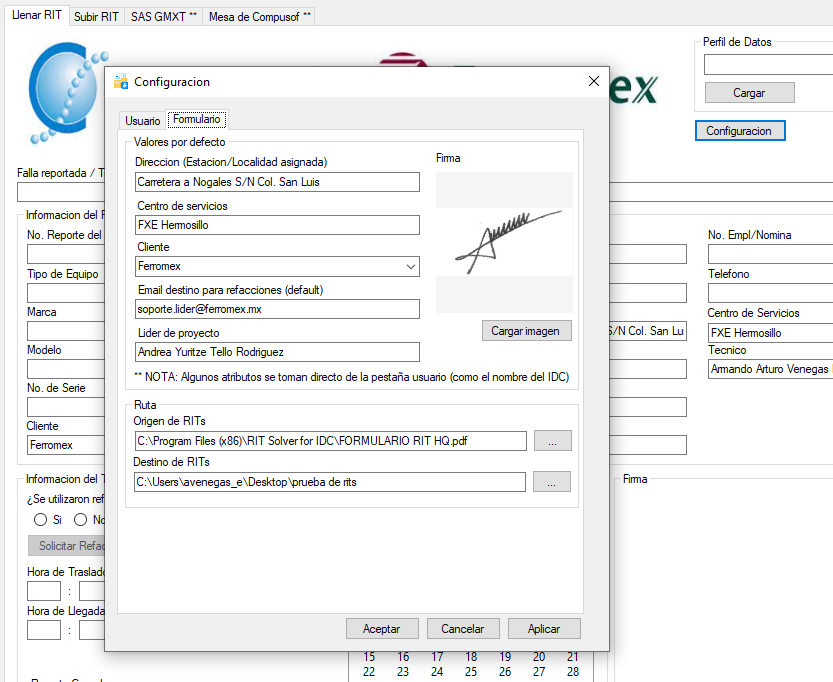 Llenar RIT Subir RIT SAS GMXT ** Mesa de Compusof **
Perfil de Datos
Cargar
Configuracion
ex
Falla reportada / T
Informacion del F
No. Reporte del
Tipo de Equipo
Marca
Modelo
No. de Serie
Cliente
Ferromex
Informacion del T
¿Se utilizaron ref
Si No
Solicitar Refac
Hora de Traslado
:
Hora de Llegada
:
Configuracion
Usuario Formulario
Valores por defecto
Direccion (Estacion/Localidad asignada)
Carretera a Nogales S/N Col. San Luis
Centro de servicios
FXE Hermosillo
Cliente
Ferromex
Email destino para refacciones (default)
soporte.lider@ferromex.mx
Lider de proyecto
Andrea Yuritze Tello Rodriguez
Firma
Cargar imagen
** NOTA: Algunos atributos se toman directo de la pestaña usuario (como el nombre del IDC)
Ruta
Origen de RITs
C:\Program Files (x86)\RIT Solver for IDC\FORMULARIO RIT HQ.pdf
...
Destino de RITs
C:\Users\avenegas_e\Desktop\prueba de rits
...
Aceptar Cancelar Aplicar
No. Empl/Nomina
Telefono
Centro de Servicios
S/N Col. San Lu
FXE Hermosillo
Tecnico
Armando Arturo Venegas
Firma
15 16 17 18 19 20 21
22 23 24 25 26 27 28